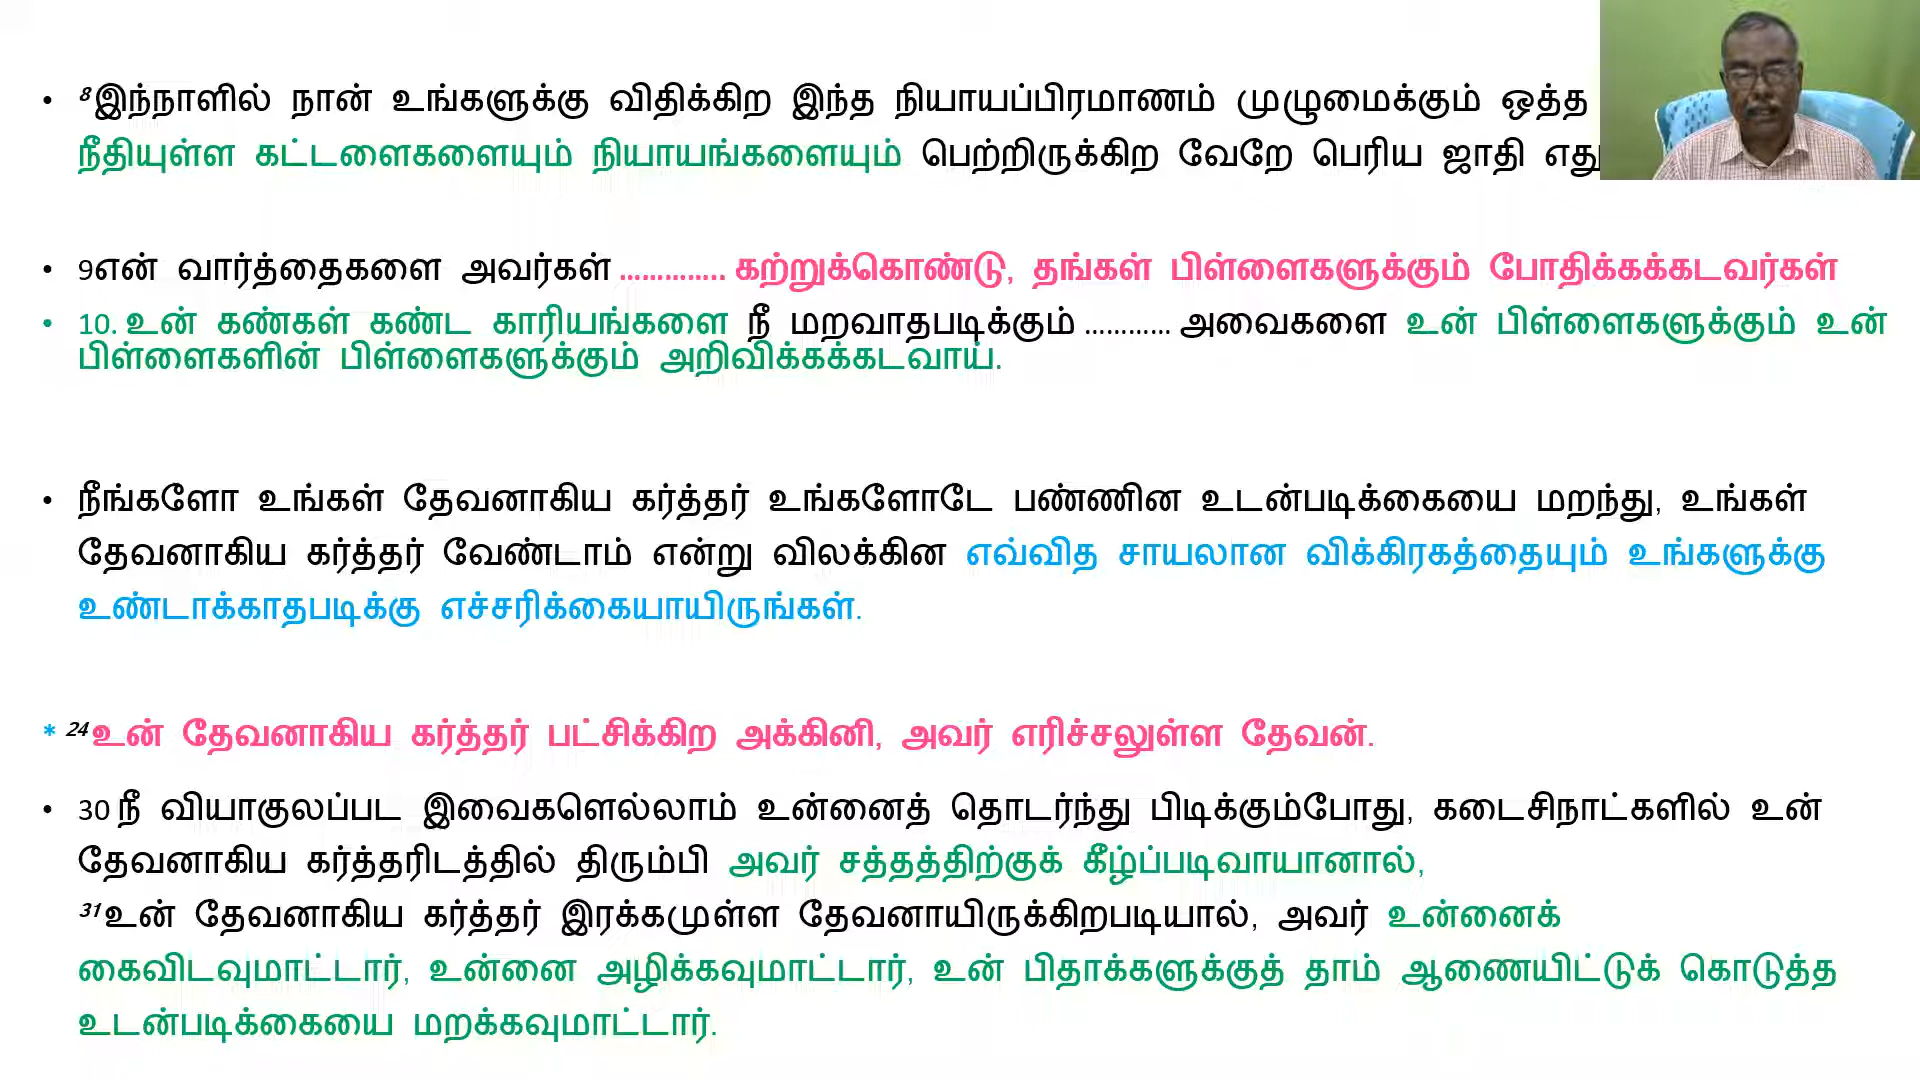 • ⁸இந்நாளில் நான் உங்களுக்கு விதிக்கிற இந்த நியாயப்பிரமாணம் முழுமைக்கும் ஒத்த
நீதியுள்ள கட்டளைகளையும் நியாயங்களையும் பெற்றிருக்கிற வேறே பெரிய ஜாதி எது
• 9என் வார்த்தைகளை அவர்கள் ............. கற்றுக்கொண்டு, தங்கள் பிள்ளைகளுக்கும் போதிக்கக்கடவர்கள்
• 10. உன் கண்கள் கண்ட காரியங்களை நீ மறவாதபடிக்கும் ............ அவைகளை உன் பிள்ளைகளுக்கும் உன்
பிள்ளைகளின் பிள்ளைகளுக்கும் அறிவிக்கக்கடவாய்.
• நீங்களோ உங்கள் தேவனாகிய கர்த்தர் உங்களோடே பண்ணின உடன்படிக்கையை மறந்து, உங்கள்
தேவனாகிய கர்த்தர் வேண்டாம் என்று விலக்கின எவ்வித சாயலான விக்கிரகத்தையும் உங்களுக்கு
உண்டாக்காதபடிக்கு எச்சரிக்கையாயிருங்கள்.
* ²⁴உன் தேவனாகிய கர்த்தர் பட்சிக்கிற அக்கினி, அவர் எரிச்சலுள்ள தேவன்.
• 30 நீ வியாகுலப்பட இவைகளெல்லாம் உன்னைத் தொடர்ந்து பிடிக்கும்போது, கடைசிநாட்களில் உன்
தேவனாகிய கர்த்தரிடத்தில் திரும்பி அவர் சத்தத்திற்குக் கீழ்ப்படிவாயானால்,
³¹உன் தேவனாகிய கர்த்தர் இரக்கமுள்ள தேவனாயிருக்கிறபடியால், அவர் உன்னைக்
கைவிடவுமாட்டார், உன்னை அழிக்கவுமாட்டார், உன் பிதாக்களுக்குத் தாம் ஆணையிட்டுக் கொடுத்த
உடன்படிக்கையை மறக்கவுமாட்டார்.